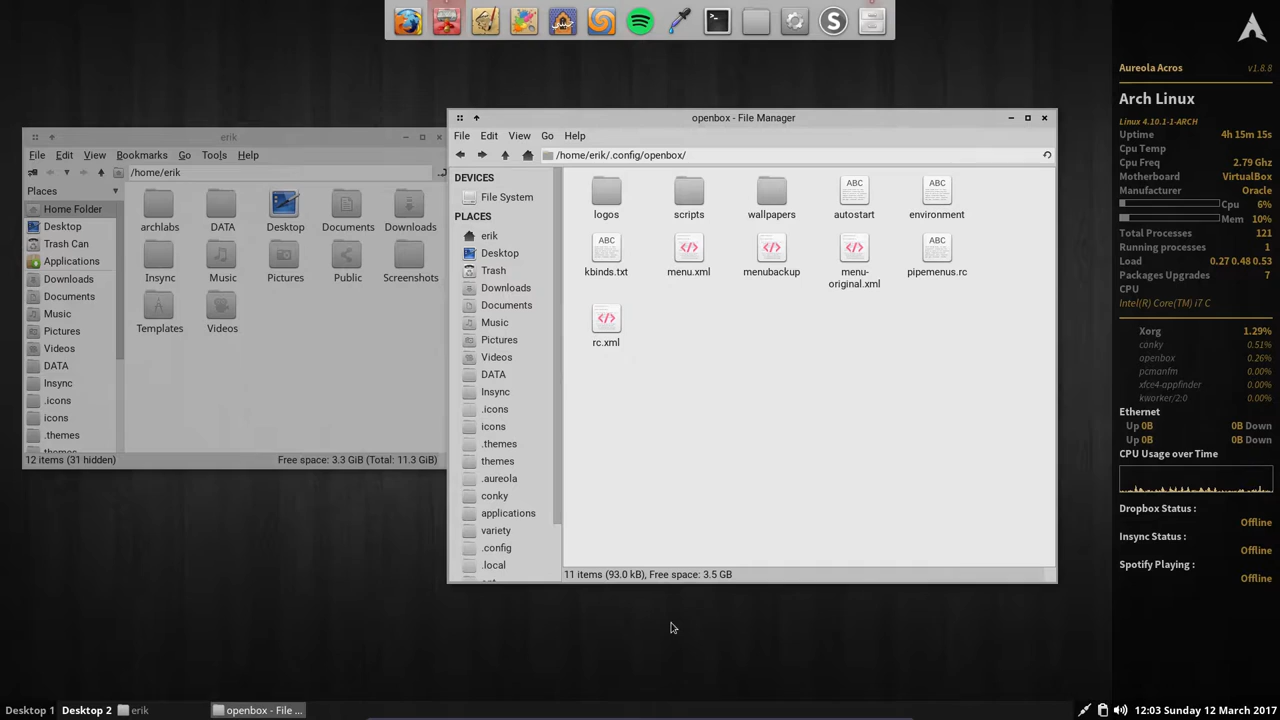 erik
File Edit View Bookmarks Go Tools Help
/home/erik
Places
Home Folder
Desktop
Trash Can
Applications
Downloads
Documents
Music
Pictures
Videos
DATA
Insync
.icons
icons
.themes
themes
archlabs DATA Desktop Documents Downloads
Insync Music Pictures Public Screenshots
Templates Videos
12 items (31 hidden) Free space: 3.3 GiB (Total: 11.3 GiB)
openbox - File Manager
File Edit View Go Help
/home/erik/.config/openbox/
DEVICES
File System
PLACES
erik
Desktop
Trash
Downloads
Documents
Music
Pictures
Videos
DATA
Insync
.icons
icons
.themes
themes
.aureola
conky
applications
variety
.config
.local
ABC ABC
logos scripts wallpapers autostart environment
ABC ABC
kbinds.txt menu.xml menubackup menu-
original.xml pipemenus.rc
rc.xml
11 items (93.0 kB), Free space: 3.5 GB
S
Aureola Acros v1.8.8
Arch Linux
Linux 4.10.1-1-ARCH
Uptime 4h 15m 15s
Cpu Temp
Cpu Freq 2.79 Ghz
Motherboard VirtualBox
Manufacturer Oracle
Cpu 6%
Mem 10%
Total Processes 121
Running processes 1
Load 0.27 0.48 0.53
Packages Upgrades 7
CPU
Intel(R) Core(TM) i7 C
Xorg 1.29%
canky 0.51%
openbox 0.26%
pcmanfm 0.00%
xfce4-appfinder 0.00%
kworker/2:0 0.00%
Ethernet
Up 0B 0B Down
Up 0B 0B Down
CPU Usage over Time
Dropbox Status :
Offline
Insync Status :
Offline
Spotify Playing :
Offline
Desktop 1 Desktop 2 erik openbox - File ... 12:03 Sunday 12 March 2017